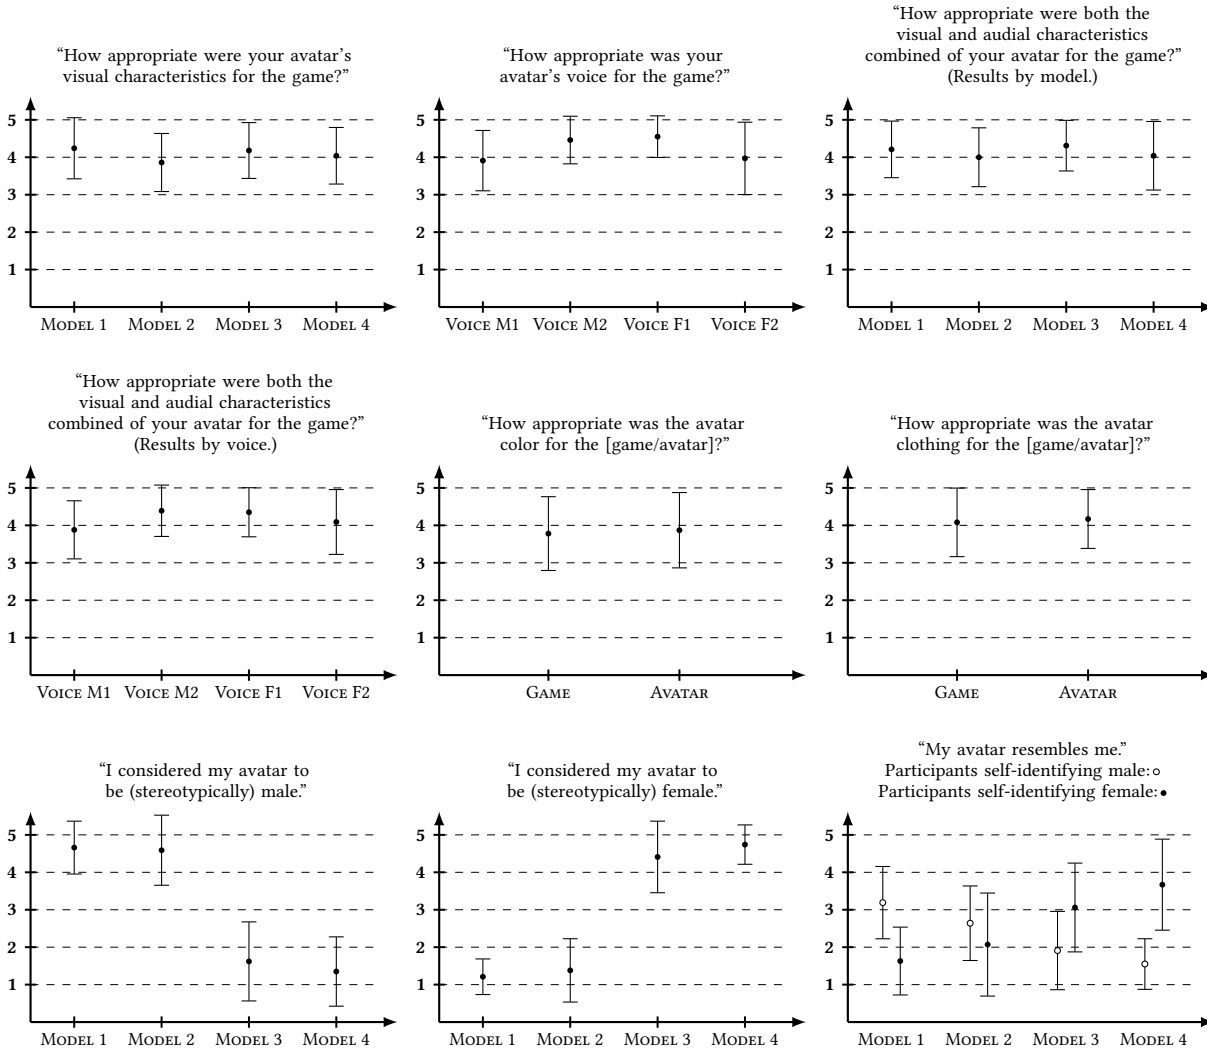 “How appropriate were your avatar’s
visual characteristics for the game?”
5
4
3
2
1
Model 1 Model 2 Model 3 Model 4
“How appropriate was your
avatar’s voice for the game?”
5
4
3
2
1
Voice M1 Voice M2 Voice F1 Voice F2
“How appropriate were both the
visual and audial characteristics
combined of your avatar for the game?”
(Results by model.)
5
4
3
2
1
Model 1 Model 2 Model 3 Model 4
“How appropriate were both the
visual and audial characteristics
combined of your avatar for the game?”
(Results by voice.)
5
4
3
2
1
Voice M1 Voice M2 Voice F1 Voice F2
“How appropriate was the avatar
color for the [game/avatar]?”
5
4
3
2
1
Game Avatar
“How appropriate was the avatar
clothing for the [game/avatar]?”
5
4
3
2
1
Game Avatar
“I considered my avatar to
be (stereotypically) male.”
5
4
3
2
1
Model 1 Model 2 Model 3 Model 4
“I considered my avatar to
be (stereotypically) female.”
5
4
3
2
1
Model 1 Model 2 Model 3 Model 4
“My avatar resembles me.”
Participants self-identifying male:
Participants self-identifying female:
5
4
3
2
1
Model 1 Model 2 Model 3 Model 4